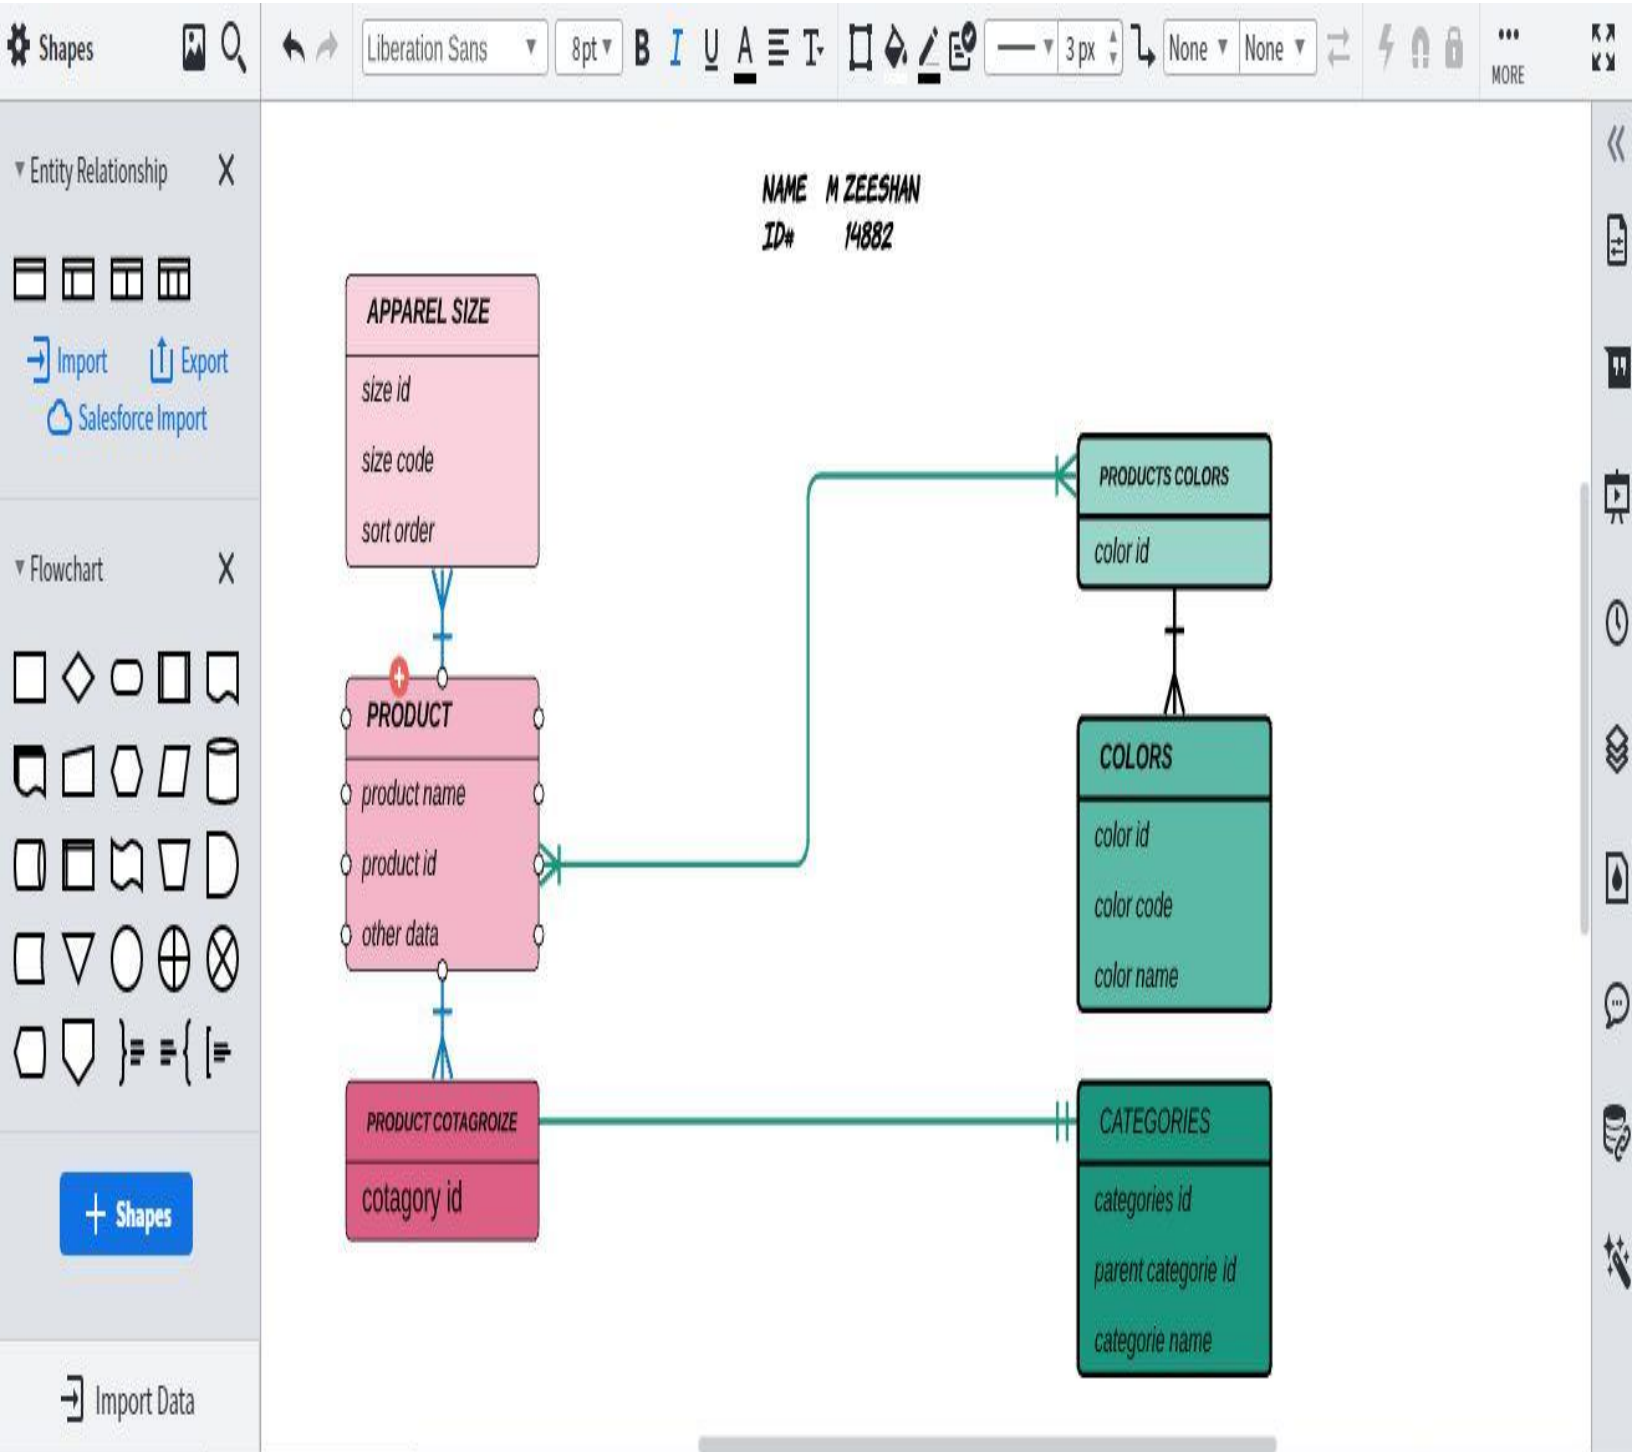 Shapes
Liberation Sans
8pt
B I U A T
3 px
None
None
MORE
Entity Relationship
Import
Export
Salesforce Import
Flowchart
+ Shapes
Import Data
NAME M ZEESHAN
ID# 14882
APPAREL SIZE
size id
size code
sort order
PRODUCT
product name
product id
other data
PRODUCT COTAGROIZE
cotagory id
PRODUCTS COLORS
color id
COLORS
color id
color code
color name
CATEGORIES
categories id
parent categorie id
categorie name